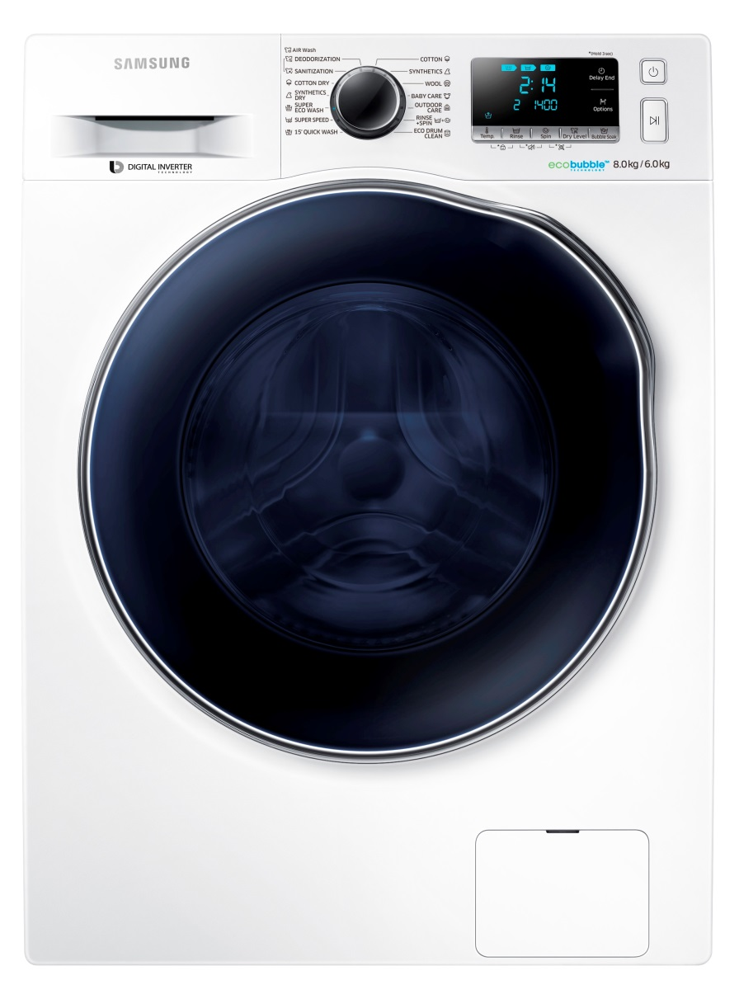 SAMSUNG
DIGITAL INVERTER
TECHNOLOGY
AIR Wash
DEODORIZATION
SANITIZATION
COTTON DRY
SYNTHETICS
DRY
SUPER
ECO WASH
SUPER SPEED
15' QUICK WASH
COTTON
SYNTHETICS
WOOL
BABY CARE
OUTDOOR
CARE
RINSE
+SPIN
ECO DRUM
CLEAN
*(Hold 3 sec)
2:14
2 1400
Delay End
Options
Temp. Rinse Spin Dry Level Bubble Soak
ecobubble™ 8.0kg/6.0kg
TECHNOLOGY